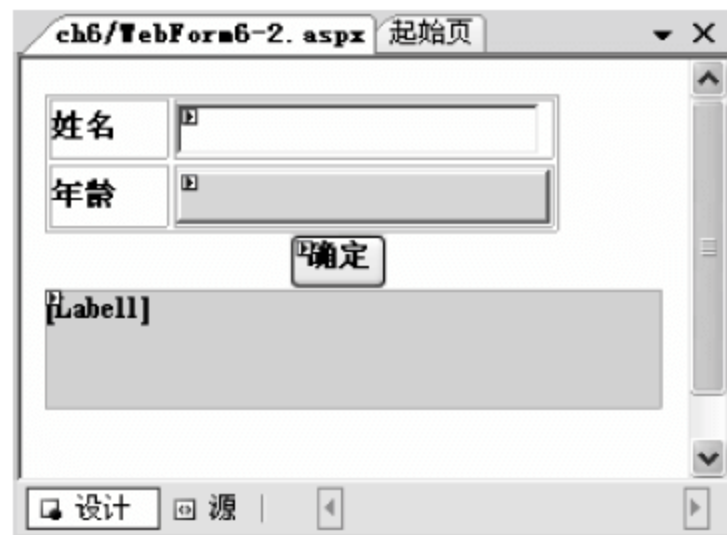 ch6/WebForm6-2.aspx 起始页
姓名
年龄
确定
[Label1]
设计 源